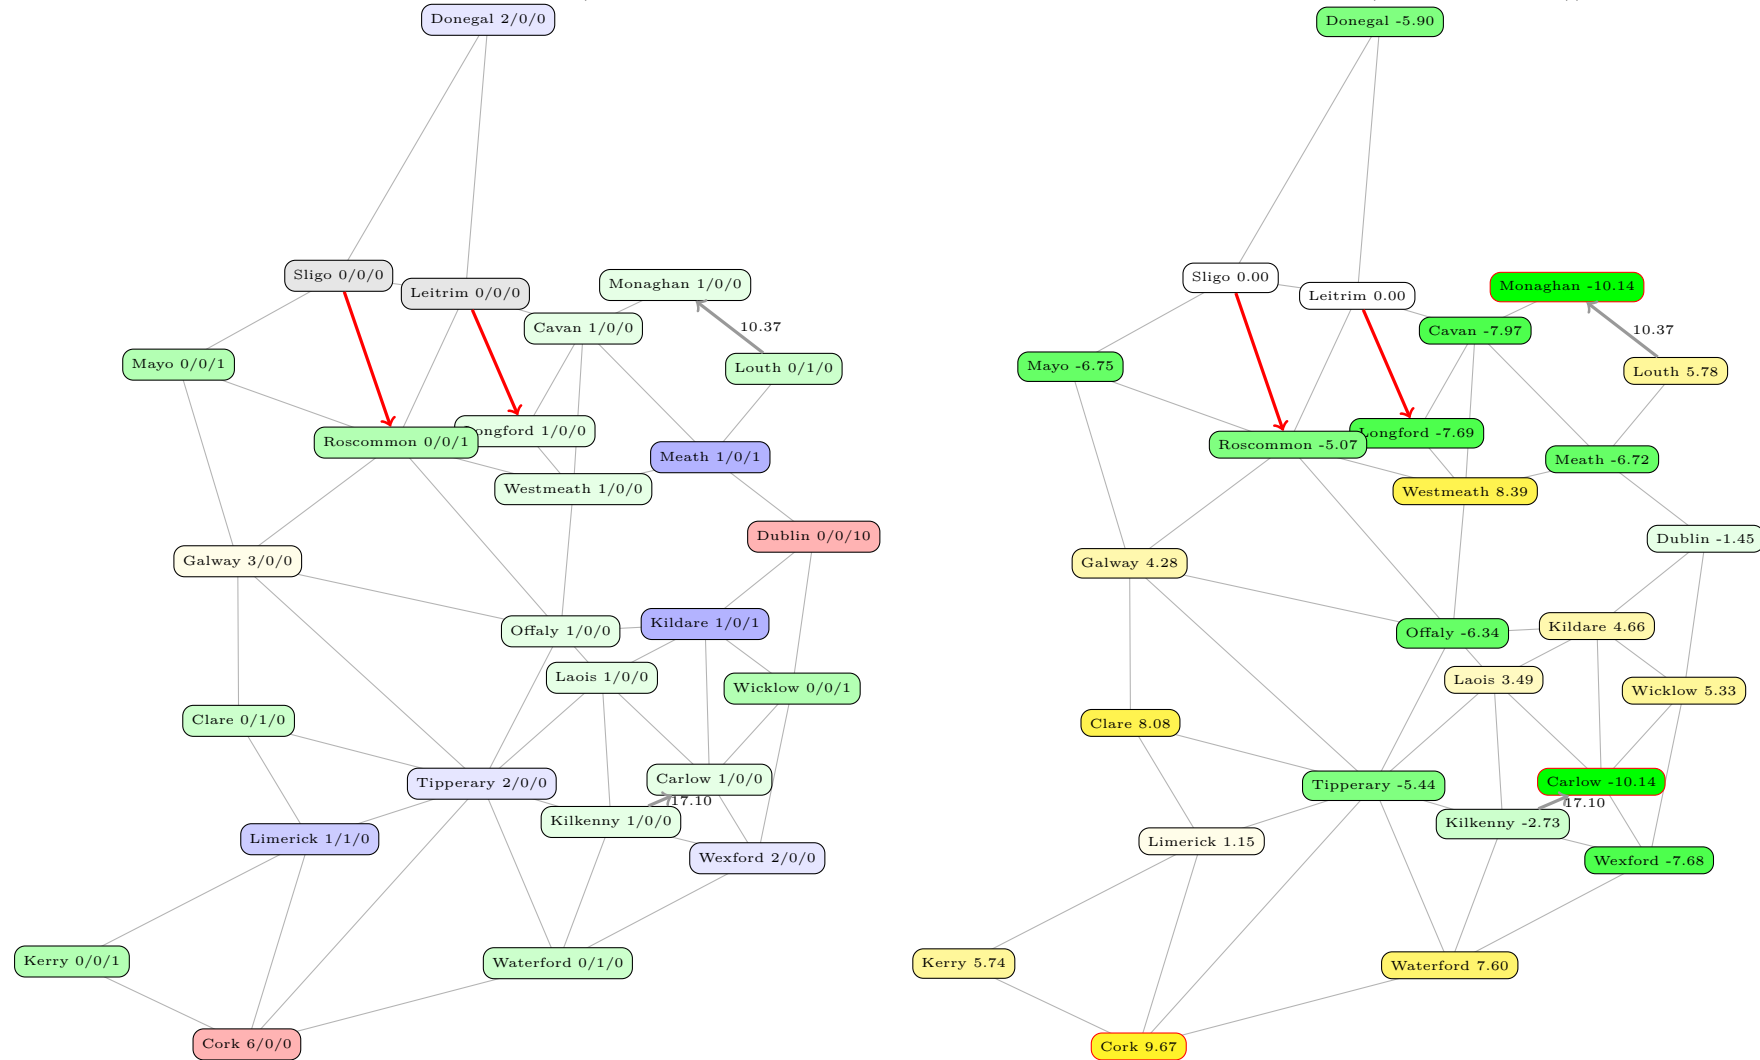 Donegal 2/0/0
Sligo 0/0/0
Leitrim 0/0/0
Monaghan 1/0/0
Cavan 1/0/0
10.37
Mayo 0/0/1
Louth 0/1/0
Longford 1/0/0
Roscommon 0/0/1
Meath 1/0/1
Westmeath 1/0/0
Dublin 0/0/10
Galway 3/0/0
Offaly 1/0/0
Kildare 1/0/1
Laois 1/0/0
Wicklow 0/0/1
Clare 0/1/0
Tipperary 2/0/0
Carlow 1/0/0
17.10
Kilkenny 1/0/0
Limerick 1/1/0
Wexford 2/0/0
Kerry 0/0/1
Waterford 0/1/0
Cork 6/0/0
Donegal -5.90
Sligo 0.00
Leitrim 0.00
Monaghan -10.14
Cavan -7.97
10.37
Mayo -6.75
Louth 5.78
Longford -7.69
Roscommon -5.07
Meath -6.72
Westmeath 8.39
Dublin -1.45
Galway 4.28
Offaly -6.34
Kildare 4.66
Laois 3.49
Wicklow 5.33
Clare 8.08
Tipperary -5.44
Carlow -10.14
17.10
Kilkenny -2.73
Limerick 1.15
Wexford -7.68
Kerry 5.74
Waterford 7.60
Cork 9.67